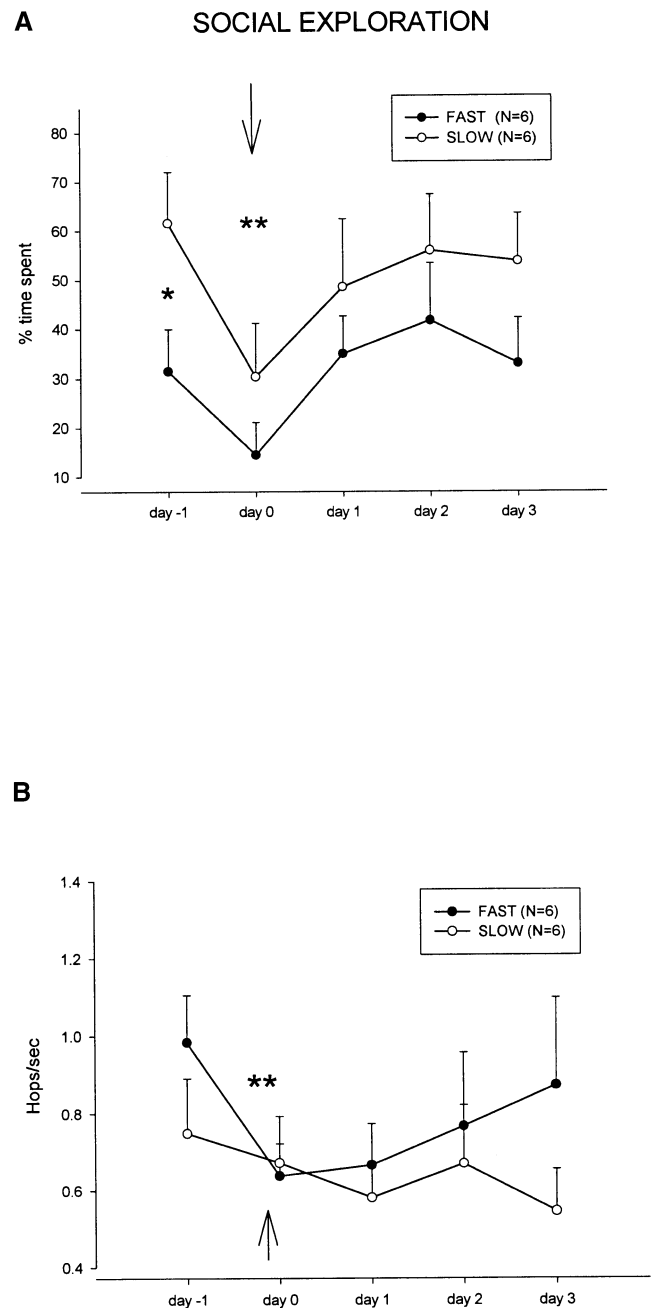 A
SOCIAL EXPLORATION
FAST (N=6)
SLOW (N=6)
80
70
60
50
40
30
20
10
% time spent
*
**
day -1 day 0 day 1 day 2 day 3
B
FAST (N=6)
SLOW (N=6)
1.4
1.2
1.0
0.8
0.6
0.4
Hops/sec
**
day -1 day 0 day 1 day 2 day 3